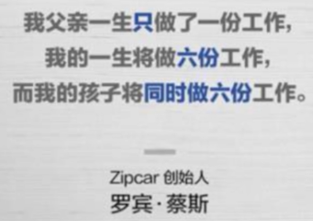 我父亲一生只做了一份工作,
我的一生将做六份工作,
而我的孩子将同时做六份工作。
Zipcar 创始人
罗宾·蔡斯